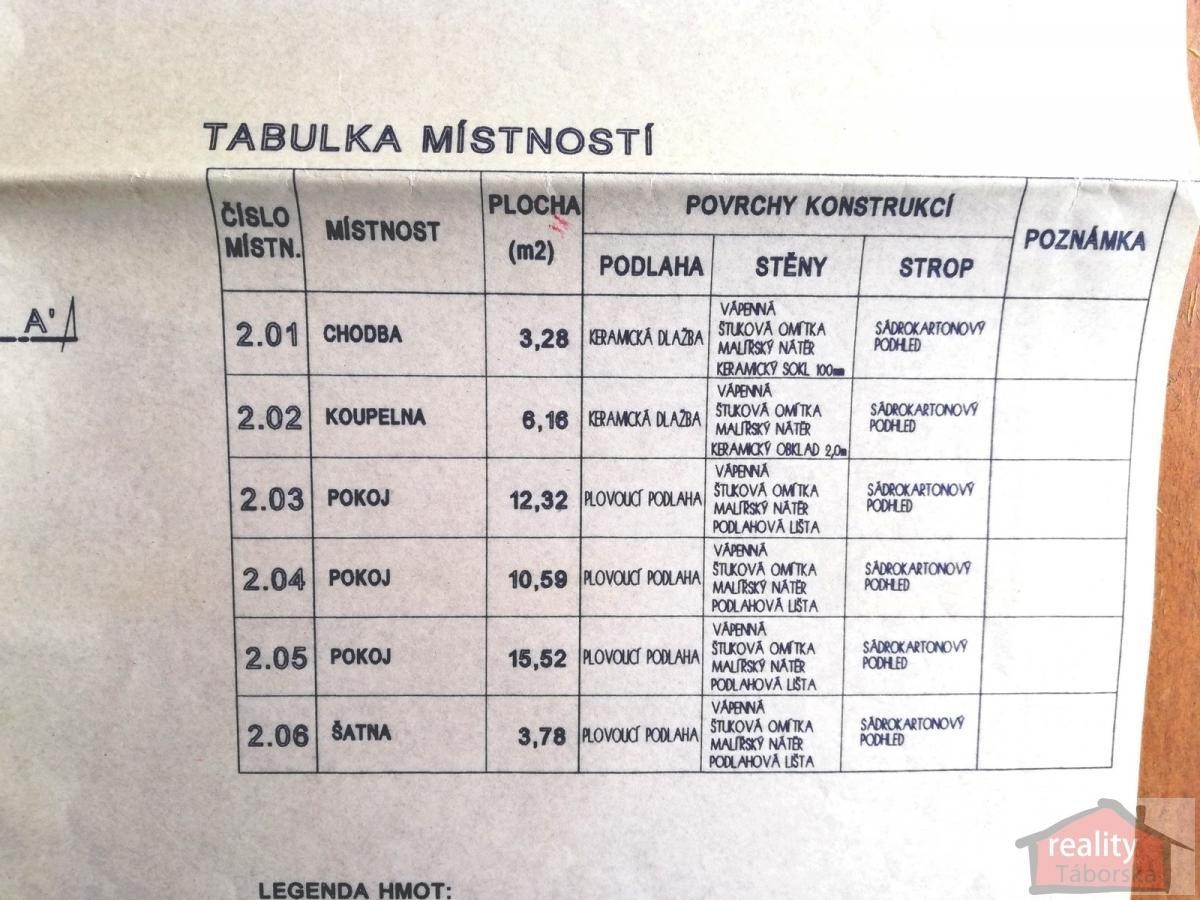 TABULKA MÍSTNOSTÍ
ČÍSLO MÍSTN.
MÍSTNOST
PLOCHA (m2)
POVRCHY KONSTRUKCÍ
POZNÁMKA
PODLAHA STĚNY STROP
A'
2.01 CHODBA 3,28 KERAMICKÁ DLAŽBA
VÁPENNÁ
ŠTUKOVÁ OMÍTKA
MALÍŘSKÝ NÁTĚR
KERAMICKÝ SOKL 100mm
SÁDROKARTONOVÝ
PODHLED
2.02 KOUPELNA 6,16 KERAMICKÁ DLAŽBA
VÁPENNÁ
ŠTUKOVÁ OMÍTKA
MALÍŘSKÝ NÁTĚR
KERAMICKÝ OBKLAD 2,0m
SÁDROKARTONOVÝ
PODHLED
2.03 POKOJ 12,32 PLOVOUCÍ PODLAHA
VÁPENNÁ
ŠTUKOVÁ OMÍTKA
MALÍŘSKÝ NÁTĚR
PODLAHOVÁ LIŠTA
SÁDROKARTONOVÝ
PODHLED
2.04 POKOJ 10,59 PLOVOUCÍ PODLAHA
VÁPENNÁ
ŠTUKOVÁ OMÍTKA
MALÍŘSKÝ NÁTĚR
PODLAHOVÁ LIŠTA
SÁDROKARTONOVÝ
PODHLED
2.05 POKOJ 15,52 PLOVOUCÍ PODLAHA
VÁPENNÁ
ŠTUKOVÁ OMÍTKA
MALÍŘSKÝ NÁTĚR
PODLAHOVÁ LIŠTA
SÁDROKARTONOVÝ
PODHLED
2.06 ŠATNA 3,78 PLOVOUCÍ PODLAHA
VÁPENNÁ
ŠTUKOVÁ OMÍTKA
MALÍŘSKÝ NÁTĚR
PODLAHOVÁ LIŠTA
SÁDROKARTONOVÝ
PODHLED
LEGENDA HMOT:
reality
Táborska